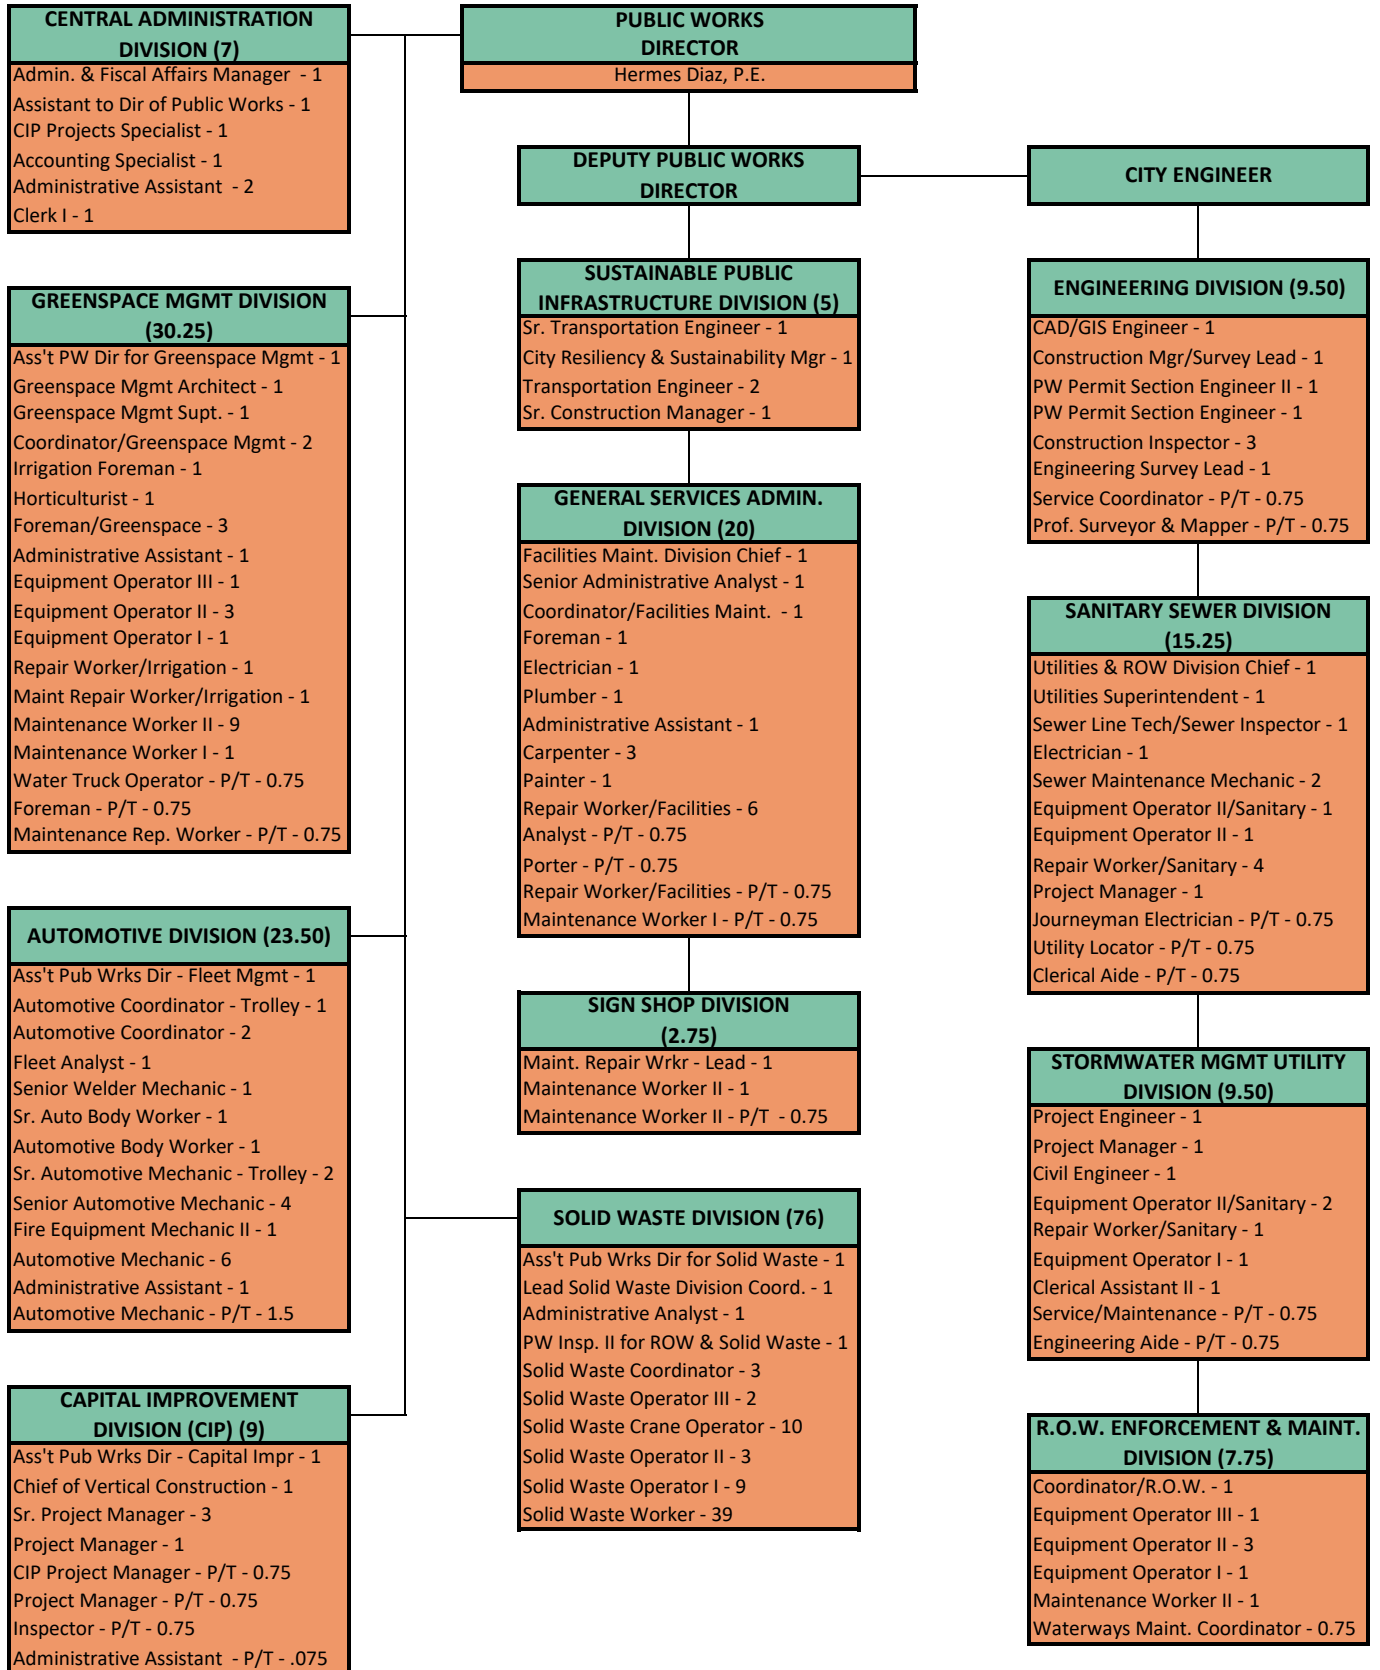 CENTRAL ADMINISTRATION
DIVISION (7)
Admin. & Fiscal Affairs Manager - 1
Assistant to Dir of Public Works - 1
CIP Projects Specialist - 1
Accounting Specialist - 1
Administrative Assistant - 2
Clerk I - 1
PUBLIC WORKS
DIRECTOR
Hermes Diaz, P.E.
DEPUTY PUBLIC WORKS
DIRECTOR
CITY ENGINEER
GREENSPACE MGMT DIVISION
(30.25)
Ass't PW Dir for Greenspace Mgmt - 1
Greenspace Mgmt Architect - 1
Greenspace Mgmt Supt. - 1
Coordinator/Greenspace Mgmt - 2
Irrigation Foreman - 1
Horticulturist - 1
Foreman/Greenspace - 3
Administrative Assistant - 1
Equipment Operator III - 1
Equipment Operator II - 3
Equipment Operator I - 1
Repair Worker/Irrigation - 1
Maint Repair Worker/Irrigation - 1
Maintenance Worker II - 9
Maintenance Worker I - 1
Water Truck Operator - P/T - 0.75
Foreman - P/T - 0.75
Maintenance Rep. Worker - P/T - 0.75
AUTOMOTIVE DIVISION (23.50)
Ass't Pub Wrks Dir - Fleet Mgmt - 1
Automotive Coordinator - Trolley - 1
Automotive Coordinator - 2
Fleet Analyst - 1
Senior Welder Mechanic - 1
Sr. Auto Body Worker - 1
Automotive Body Worker - 1
Sr. Automotive Mechanic - Trolley - 2
Senior Automotive Mechanic - 4
Fire Equipment Mechanic II - 1
Automotive Mechanic - 6
Administrative Assistant - 1
Automotive Mechanic - P/T - 1.5
CAPITAL IMPROVEMENT
DIVISION (CIP) (9)
Ass't Pub Wrks Dir - Capital Impr - 1
Chief of Vertical Construction - 1
Sr. Project Manager - 3
Project Manager - 1
CIP Project Manager - P/T - 0.75
Project Manager - P/T - 0.75
Inspector - P/T - 0.75
Administrative Assistant - P/T - .075
SUSTAINABLE PUBLIC
INFRASTRUCTURE DIVISION (5)
Sr. Transportation Engineer - 1
City Resiliency & Sustainability Mgr - 1
Transportation Engineer - 2
Sr. Construction Manager - 1
GENERAL SERVICES ADMIN.
DIVISION (20)
Facilities Maint. Division Chief - 1
Senior Administrative Analyst - 1
Coordinator/Facilities Maint. - 1
Foreman - 1
Electrician - 1
Plumber - 1
Administrative Assistant - 1
Carpenter - 3
Painter - 1
Repair Worker/Facilities - 6
Analyst - P/T - 0.75
Porter - P/T - 0.75
Repair Worker/Facilities - P/T - 0.75
Maintenance Worker I - P/T - 0.75
SIGN SHOP DIVISION
(2.75)
Maint. Repair Wrkr - Lead - 1
Maintenance Worker II - 1
Maintenance Worker II - P/T - 0.75
SOLID WASTE DIVISION (76)
Ass't Pub Wrks Dir for Solid Waste - 1
Lead Solid Waste Division Coord. - 1
Administrative Analyst - 1
PW Insp. II for ROW & Solid Waste - 1
Solid Waste Coordinator - 3
Solid Waste Operator III - 2
Solid Waste Crane Operator - 10
Solid Waste Operator II - 3
Solid Waste Operator I - 9
Solid Waste Worker - 39
ENGINEERING DIVISION (9.50)
CAD/GIS Engineer - 1
Construction Mgr/Survey Lead - 1
PW Permit Section Engineer II - 1
PW Permit Section Engineer - 1
Construction Inspector - 3
Engineering Survey Lead - 1
Service Coordinator - P/T - 0.75
Prof. Surveyor & Mapper - P/T - 0.75
SANITARY SEWER DIVISION
(15.25)
Utilities & ROW Division Chief - 1
Utilities Superintendent - 1
Sewer Line Tech/Sewer Inspector - 1
Electrician - 1
Sewer Maintenance Mechanic - 2
Equipment Operator II/Sanitary - 1
Equipment Operator II - 1
Repair Worker/Sanitary - 4
Project Manager - 1
Journeyman Electrician - P/T - 0.75
Utility Locator - P/T - 0.75
Clerical Aide - P/T - 0.75
STORMWATER MGMT UTILITY
DIVISION (9.50)
Project Engineer - 1
Project Manager - 1
Civil Engineer - 1
Equipment Operator II/Sanitary - 2
Repair Worker/Sanitary - 1
Equipment Operator I - 1
Clerical Assistant II - 1
Service/Maintenance - P/T - 0.75
Engineering Aide - P/T - 0.75
R.O.W. ENFORCEMENT & MAINT.
DIVISION (7.75)
Coordinator/R.O.W. - 1
Equipment Operator III - 1
Equipment Operator II - 3
Equipment Operator I - 1
Maintenance Worker II - 1
Waterways Maint. Coordinator - 0.75